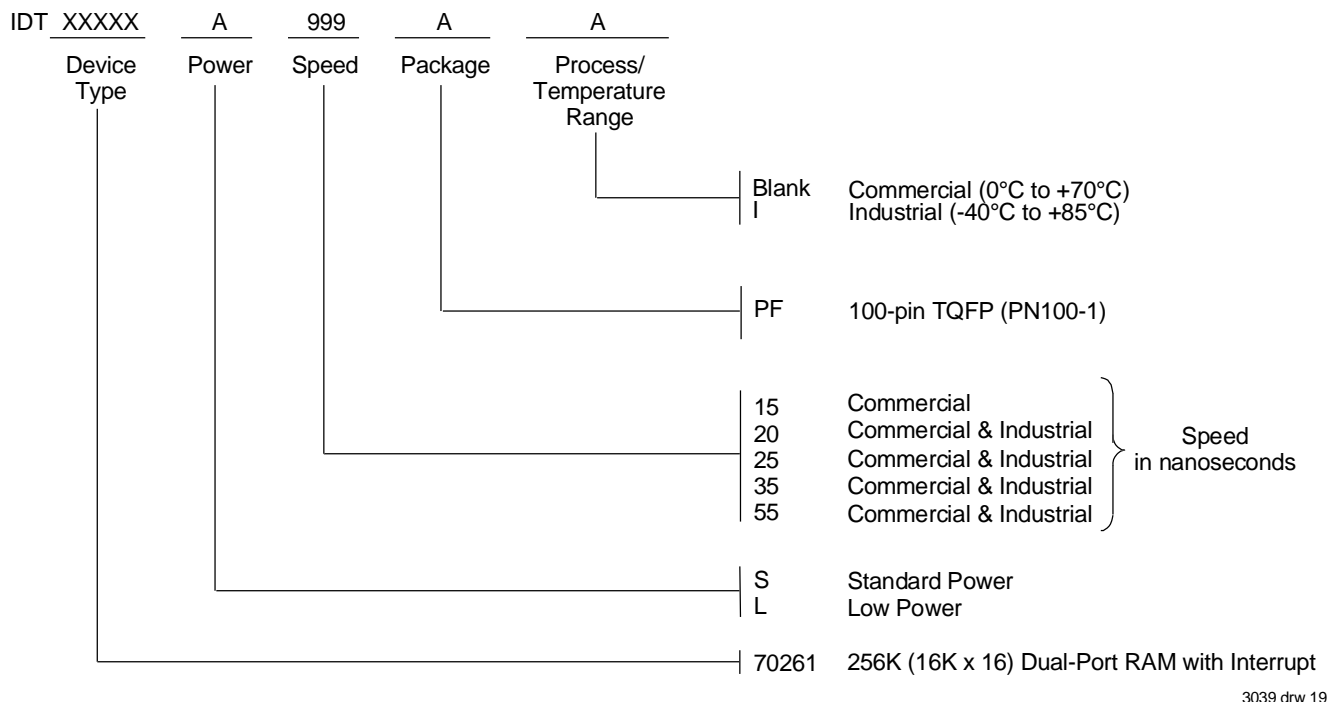 IDT XXXXX A 999 A A
Device Type
Power
Speed
Package
Process/
Temperature
Range
Blank Commercial (0°C to +70°C)
I Industrial (-40°C to +85°C)
PF 100-pin TQFP (PN100-1)
15 Commercial
20 Commercial & Industrial
25 Commercial & Industrial
35 Commercial & Industrial
55 Commercial & Industrial
Speed
in nanoseconds
S Standard Power
L Low Power
70261 256K (16K x 16) Dual-Port RAM with Interrupt
3039 drw 19